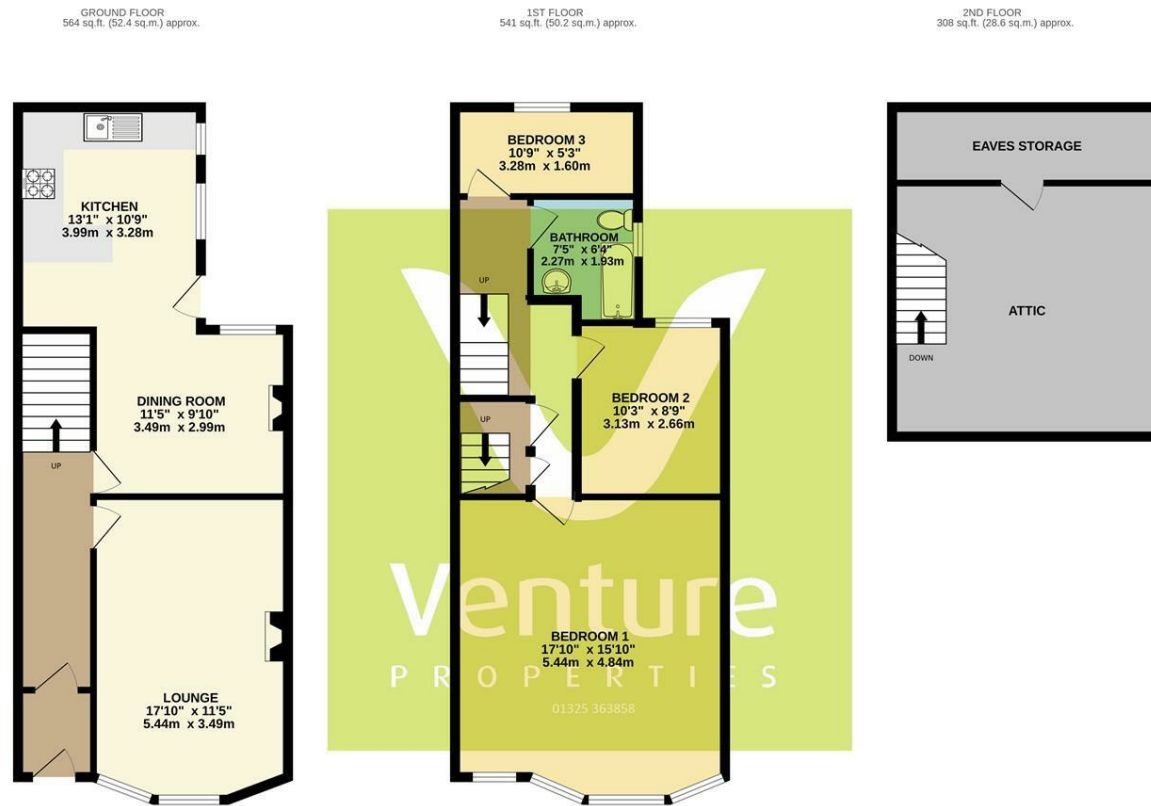 GROUND FLOOR
564 sq.ft. (52.4 sq.m.) approx.
1ST FLOOR
541 sq.ft. (50.2 sq.m.) approx.
2ND FLOOR
308 sq.ft. (28.6 sq.m.) approx.
KITCHEN
13'1" x 10'9"
3.99m x 3.28m
DINING ROOM
11'5" x 9'10"
3.49m x 2.99m
UP
LOUNGE
17'10" x 11'5"
5.44m x 3.49m
BEDROOM 3
10'9" x 5'3"
3.28m x 1.60m
BATHROOM
7'5" x 6'4"
2.27m x 1.93m
UP
BEDROOM 2
10'3" x 8'9"
3.13m x 2.66m
UP
BEDROOM 1
17'10" x 15'10"
5.44m x 4.84m
Venture
PROPERTIES
01325 363858
EAVES STORAGE
ATTIC
DOWN